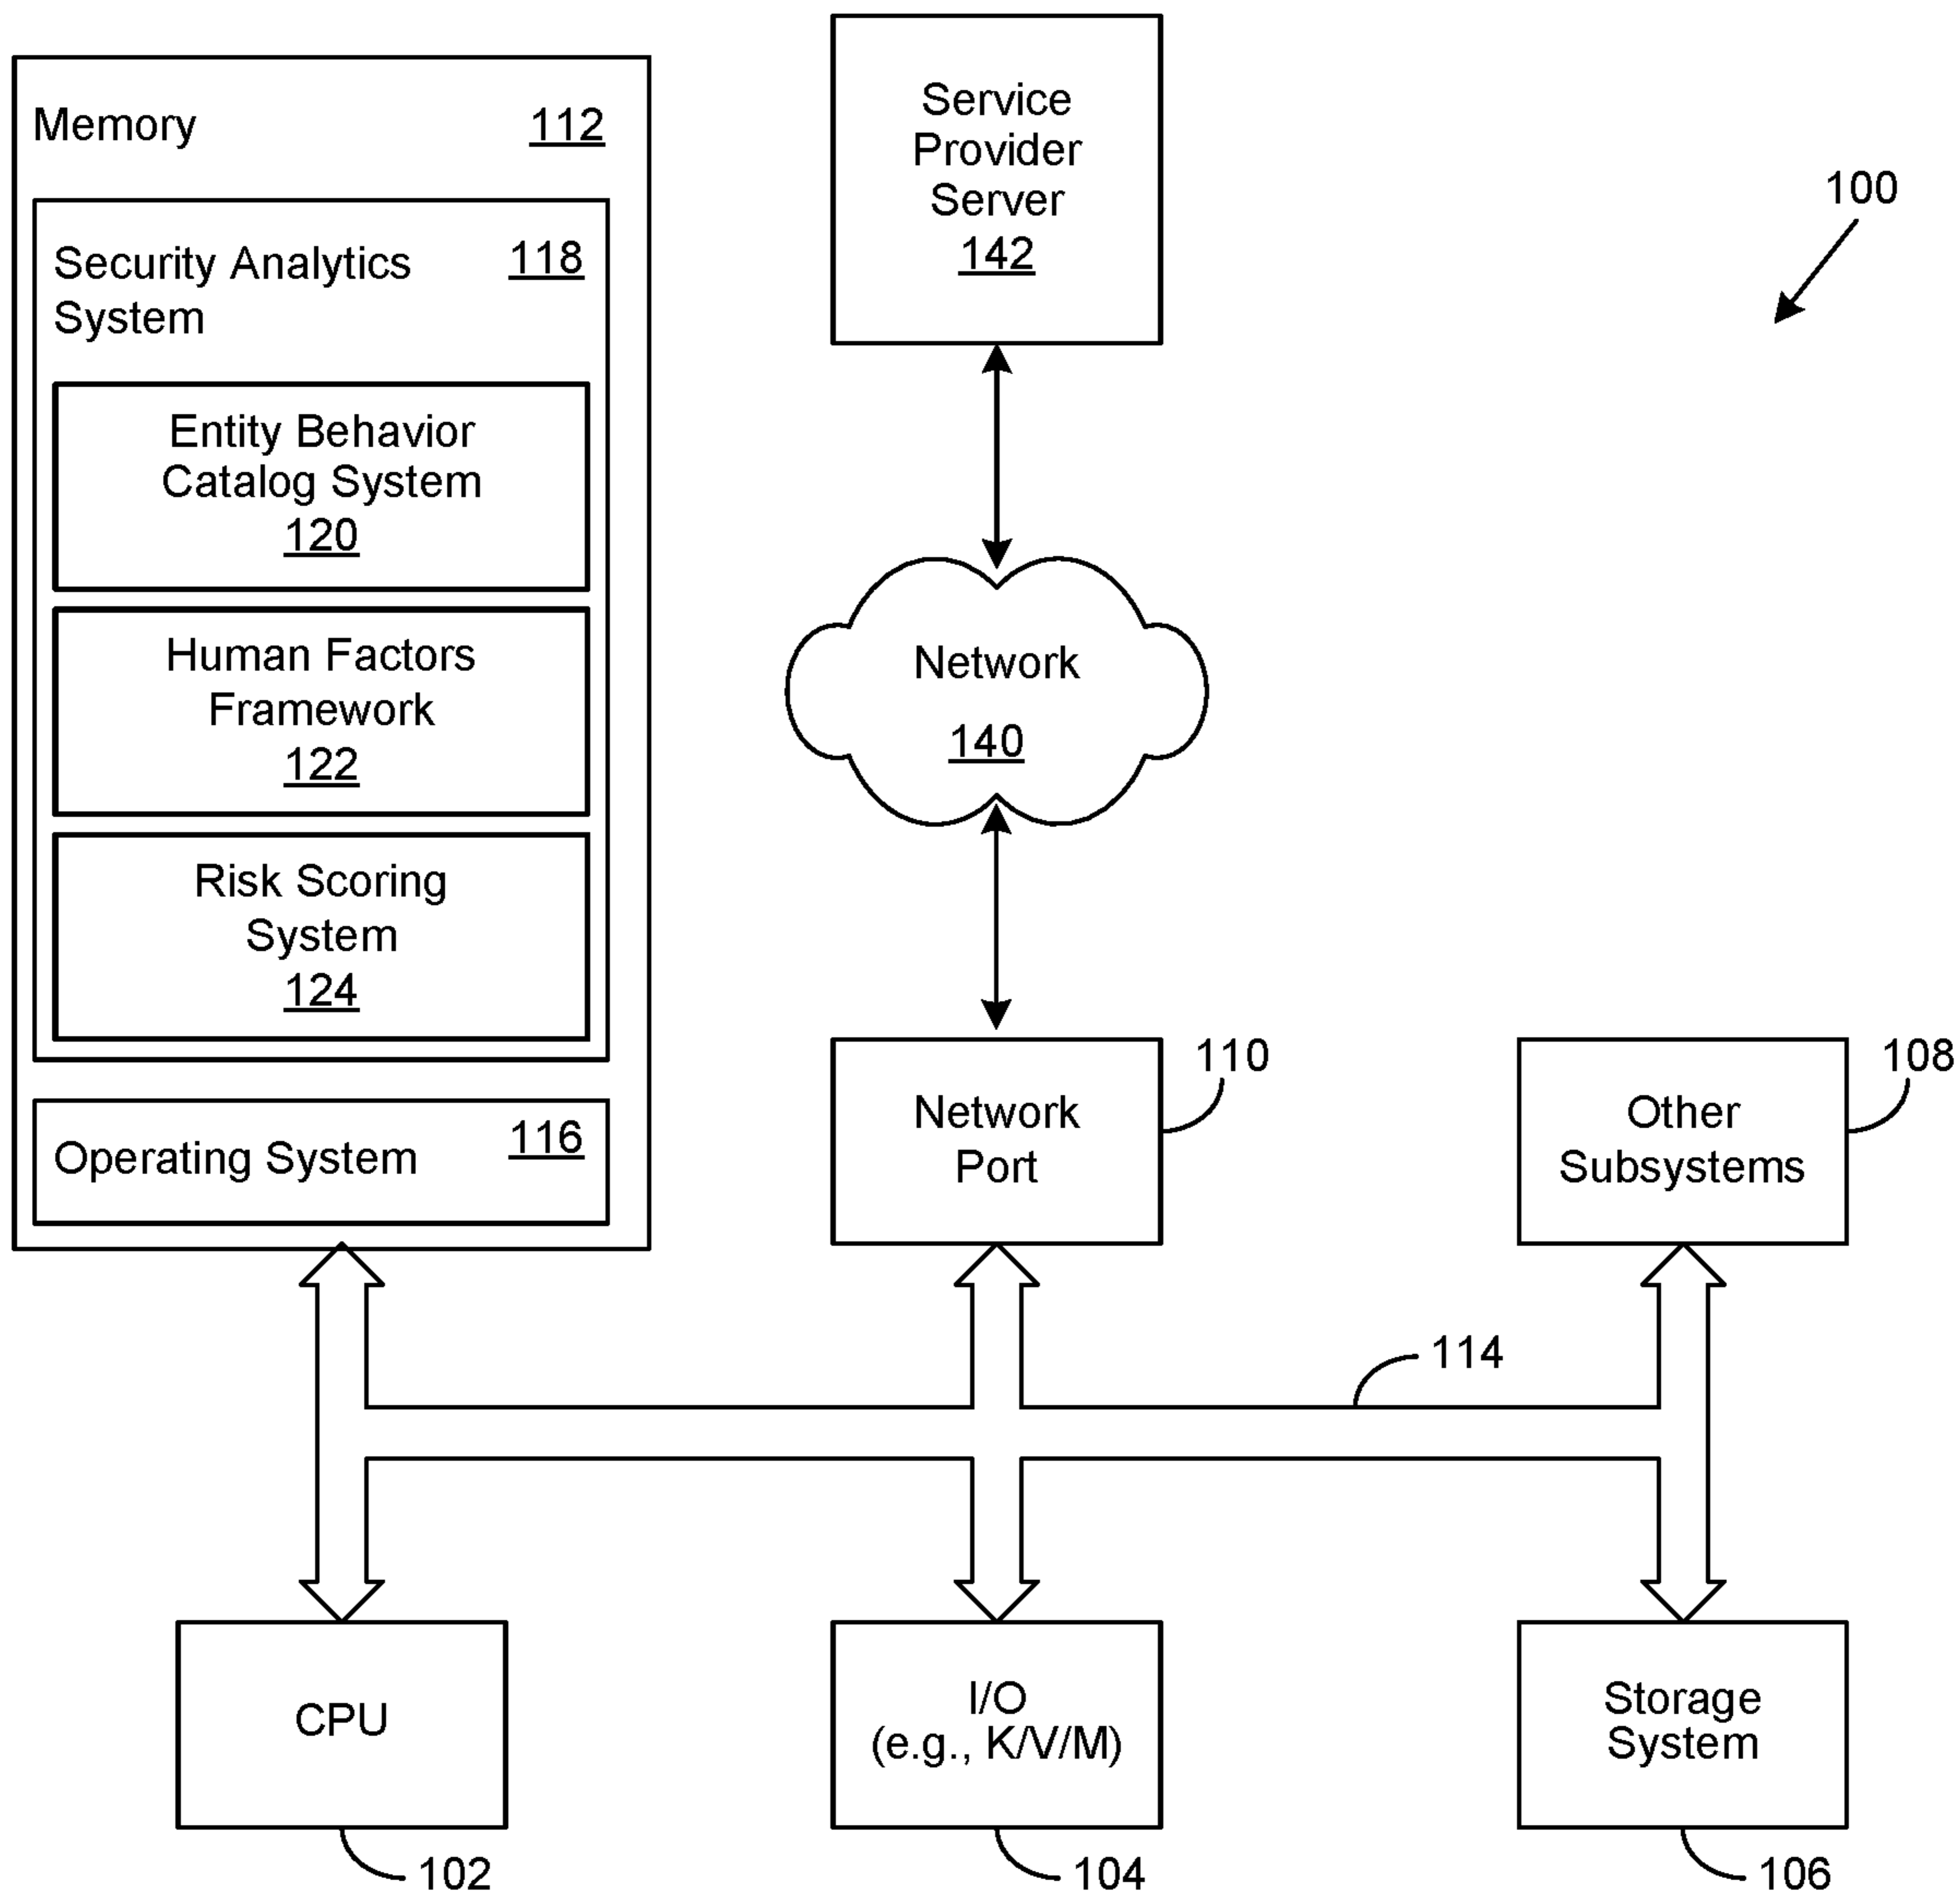 Memory 112
Security Analytics 118
System
Entity Behavior
Catalog System
120
Human Factors
Framework
122
Risk Scoring
System
124
Operating System 116
Service
Provider
Server
142
100
Network
140
Network
Port
110
Other
Subsystems
108
114
CPU
102
I/O
(e.g., K/V/M)
104
Storage
System
106